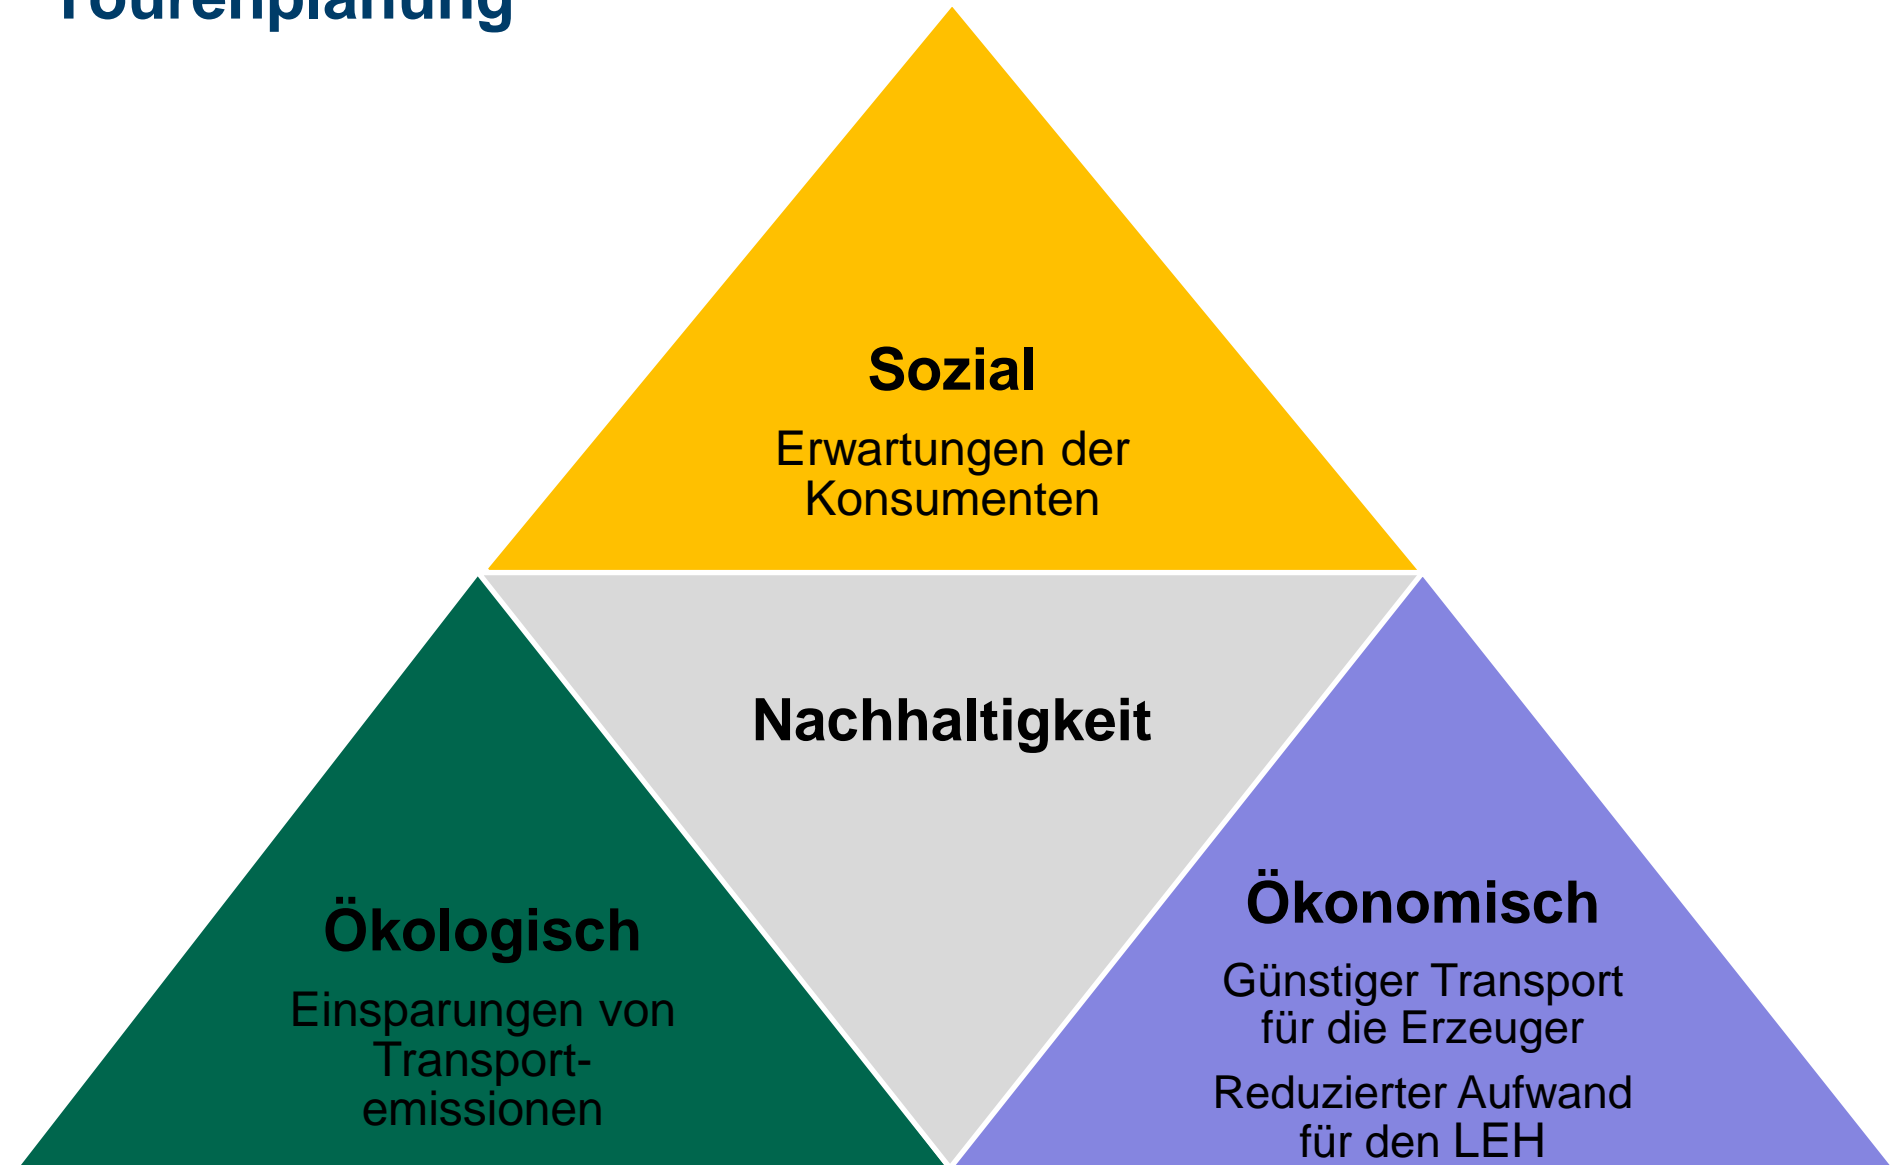 Tourenplanung
Sozial
Erwartungen der
Konsumenten
Nachhaltigkeit
Ökologisch
Einsparungen von
Transport-
emissionen
Ökonomisch
Günstiger Transport
für die Erzeuger
Reduzierter Aufwand
für den LEH